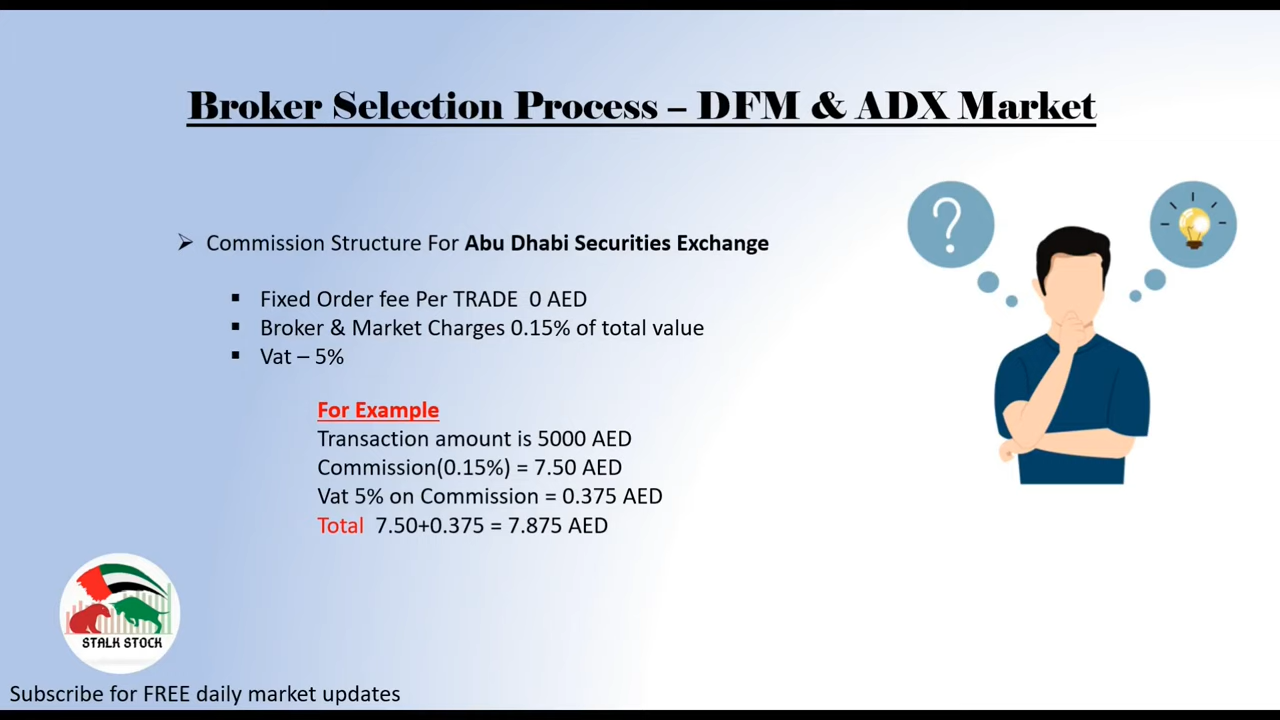 Broker Selection Process – DFM & ADX Market
➢ Commission Structure For Abu Dhabi Securities Exchange
▪ Fixed Order fee Per TRADE 0 AED
▪ Broker & Market Charges 0.15% of total value
▪ Vat – 5%
For Example
Transaction amount is 5000 AED
Commission(0.15%) = 7.50 AED
Vat 5% on Commission = 0.375 AED
Total 7.50+0.375 = 7.875 AED
STALK STOCK
Subscribe for FREE daily market updates